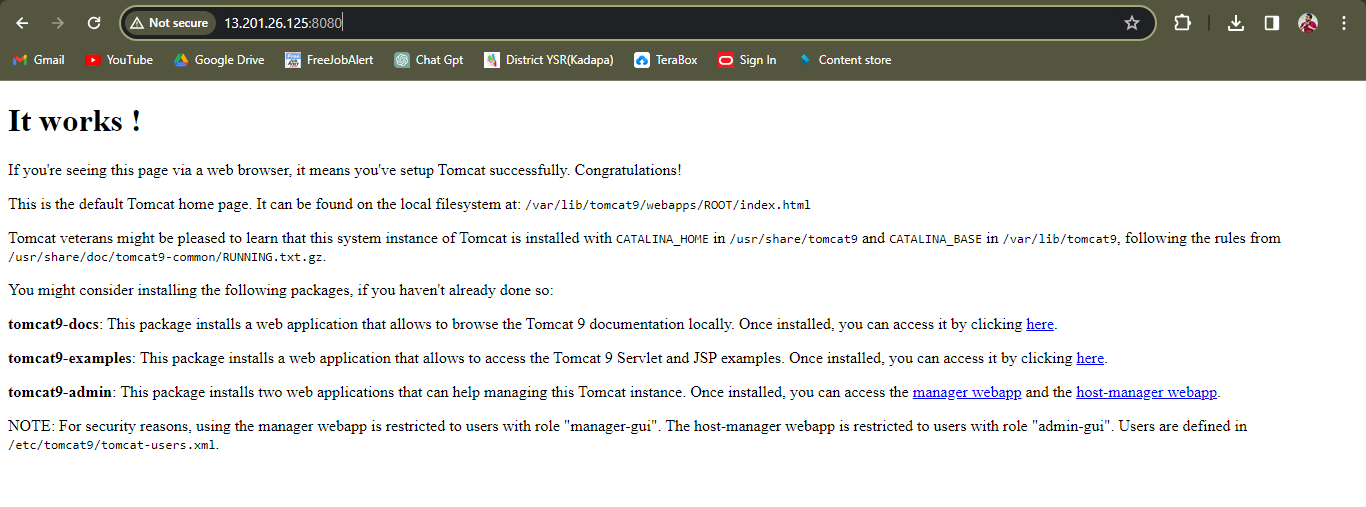 Not secure 13.201.26.125:8080
Gmail YouTube Google Drive FreeJobAlert Chat Gpt District YSR(Kadapa) TeraBox Sign In Content store
It works !
If you're seeing this page via a web browser, it means you've setup Tomcat successfully. Congratulations!
This is the default Tomcat home page. It can be found on the local filesystem at: /var/lib/tomcat9/webapps/ROOT/index.html
Tomcat veterans might be pleased to learn that this system instance of Tomcat is installed with CATALINA_HOME in /usr/share/tomcat9 and CATALINA_BASE in /var/lib/tomcat9, following the rules from
/usr/share/doc/tomcat9-common/RUNNING.txt.gz.
You might consider installing the following packages, if you haven't already done so:
tomcat9-docs: This package installs a web application that allows to browse the Tomcat 9 documentation locally. Once installed, you can access it by clicking here.
tomcat9-examples: This package installs a web application that allows to access the Tomcat 9 Servlet and JSP examples. Once installed, you can access it by clicking here.
tomcat9-admin: This package installs two web applications that can help managing this Tomcat instance. Once installed, you can access the manager webapp and the host-manager webapp.
NOTE: For security reasons, using the manager webapp is restricted to users with role "manager-gui". The host-manager webapp is restricted to users with role "admin-gui". Users are defined in
/etc/tomcat9/tomcat-users.xml.